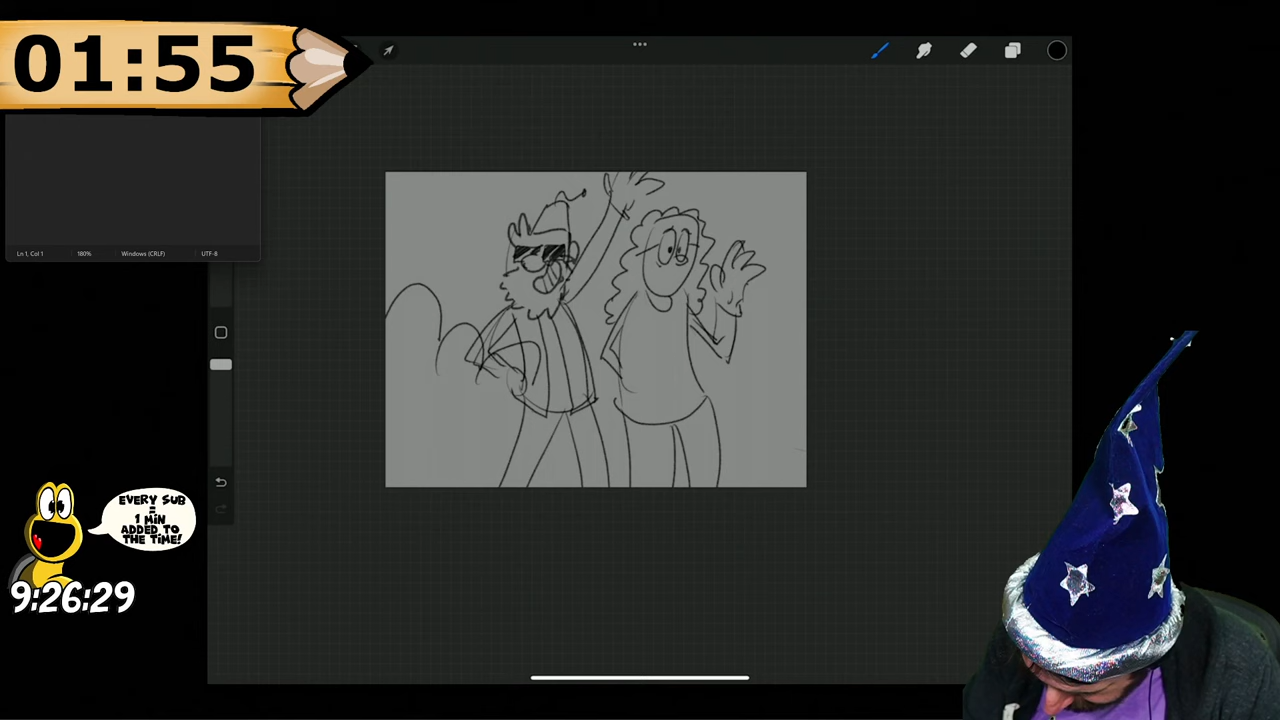 01:55
Ln 1, Col 1 180% Windows (CRLF) UTF-8
EVERY SUB
=
1 MIN
ADDED TO
THE TIME!
9:26:29